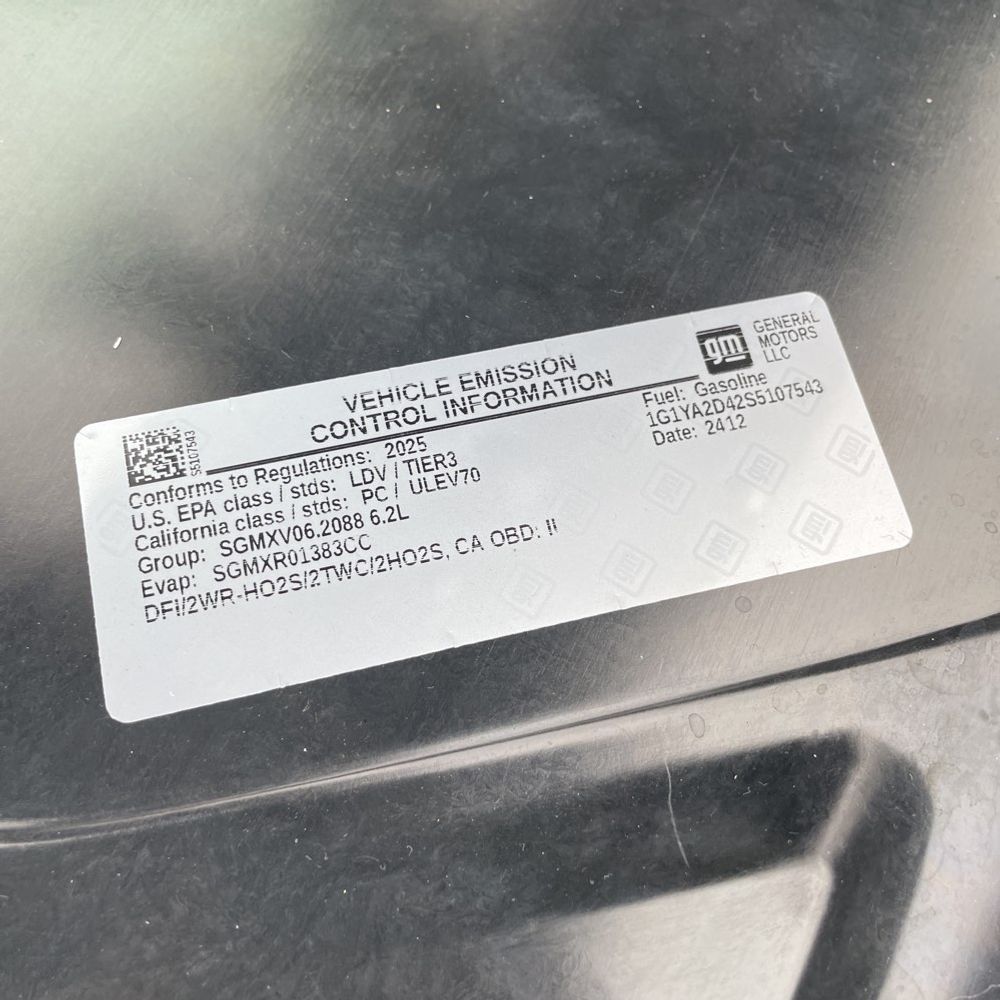 VEHICLE EMISSION
CONTROL INFORMATION
gm
GENERAL
MOTORS
LLC
S5107543
Fuel: Gasoline
1G1YA2D42S5107543
Date: 2412
Conforms to Regulations: 2025
U.S. EPA class / stds: LDV / TIER3
California class / stds: PC / ULEV70
Group: SGMXV06.2088 6.2L
Evap: SGMXR01383CC
DFI/2WR-HO2S/2TWC/2HO2S, CA OBD: II